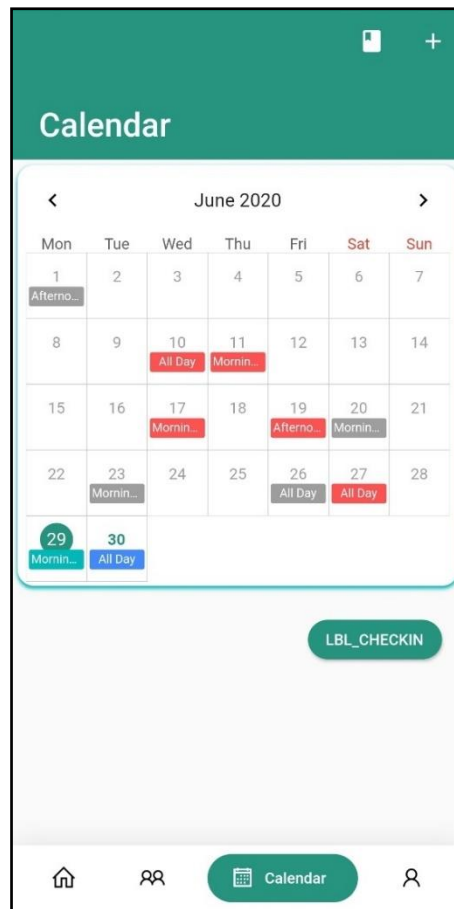 Calendar
June 2020
Mon Tue Wed Thu Fri Sat Sun
1 2 3 4 5 6 7
Afterno...
8 9 10 11 12 13 14
All Day Mornin...
15 16 17 18 19 20 21
Mornin... Afterno... Mornin...
22 23 24 25 26 27 28
Mornin... All Day All Day
29 30
Mornin... All Day
LBL_CHECKIN
Calendar